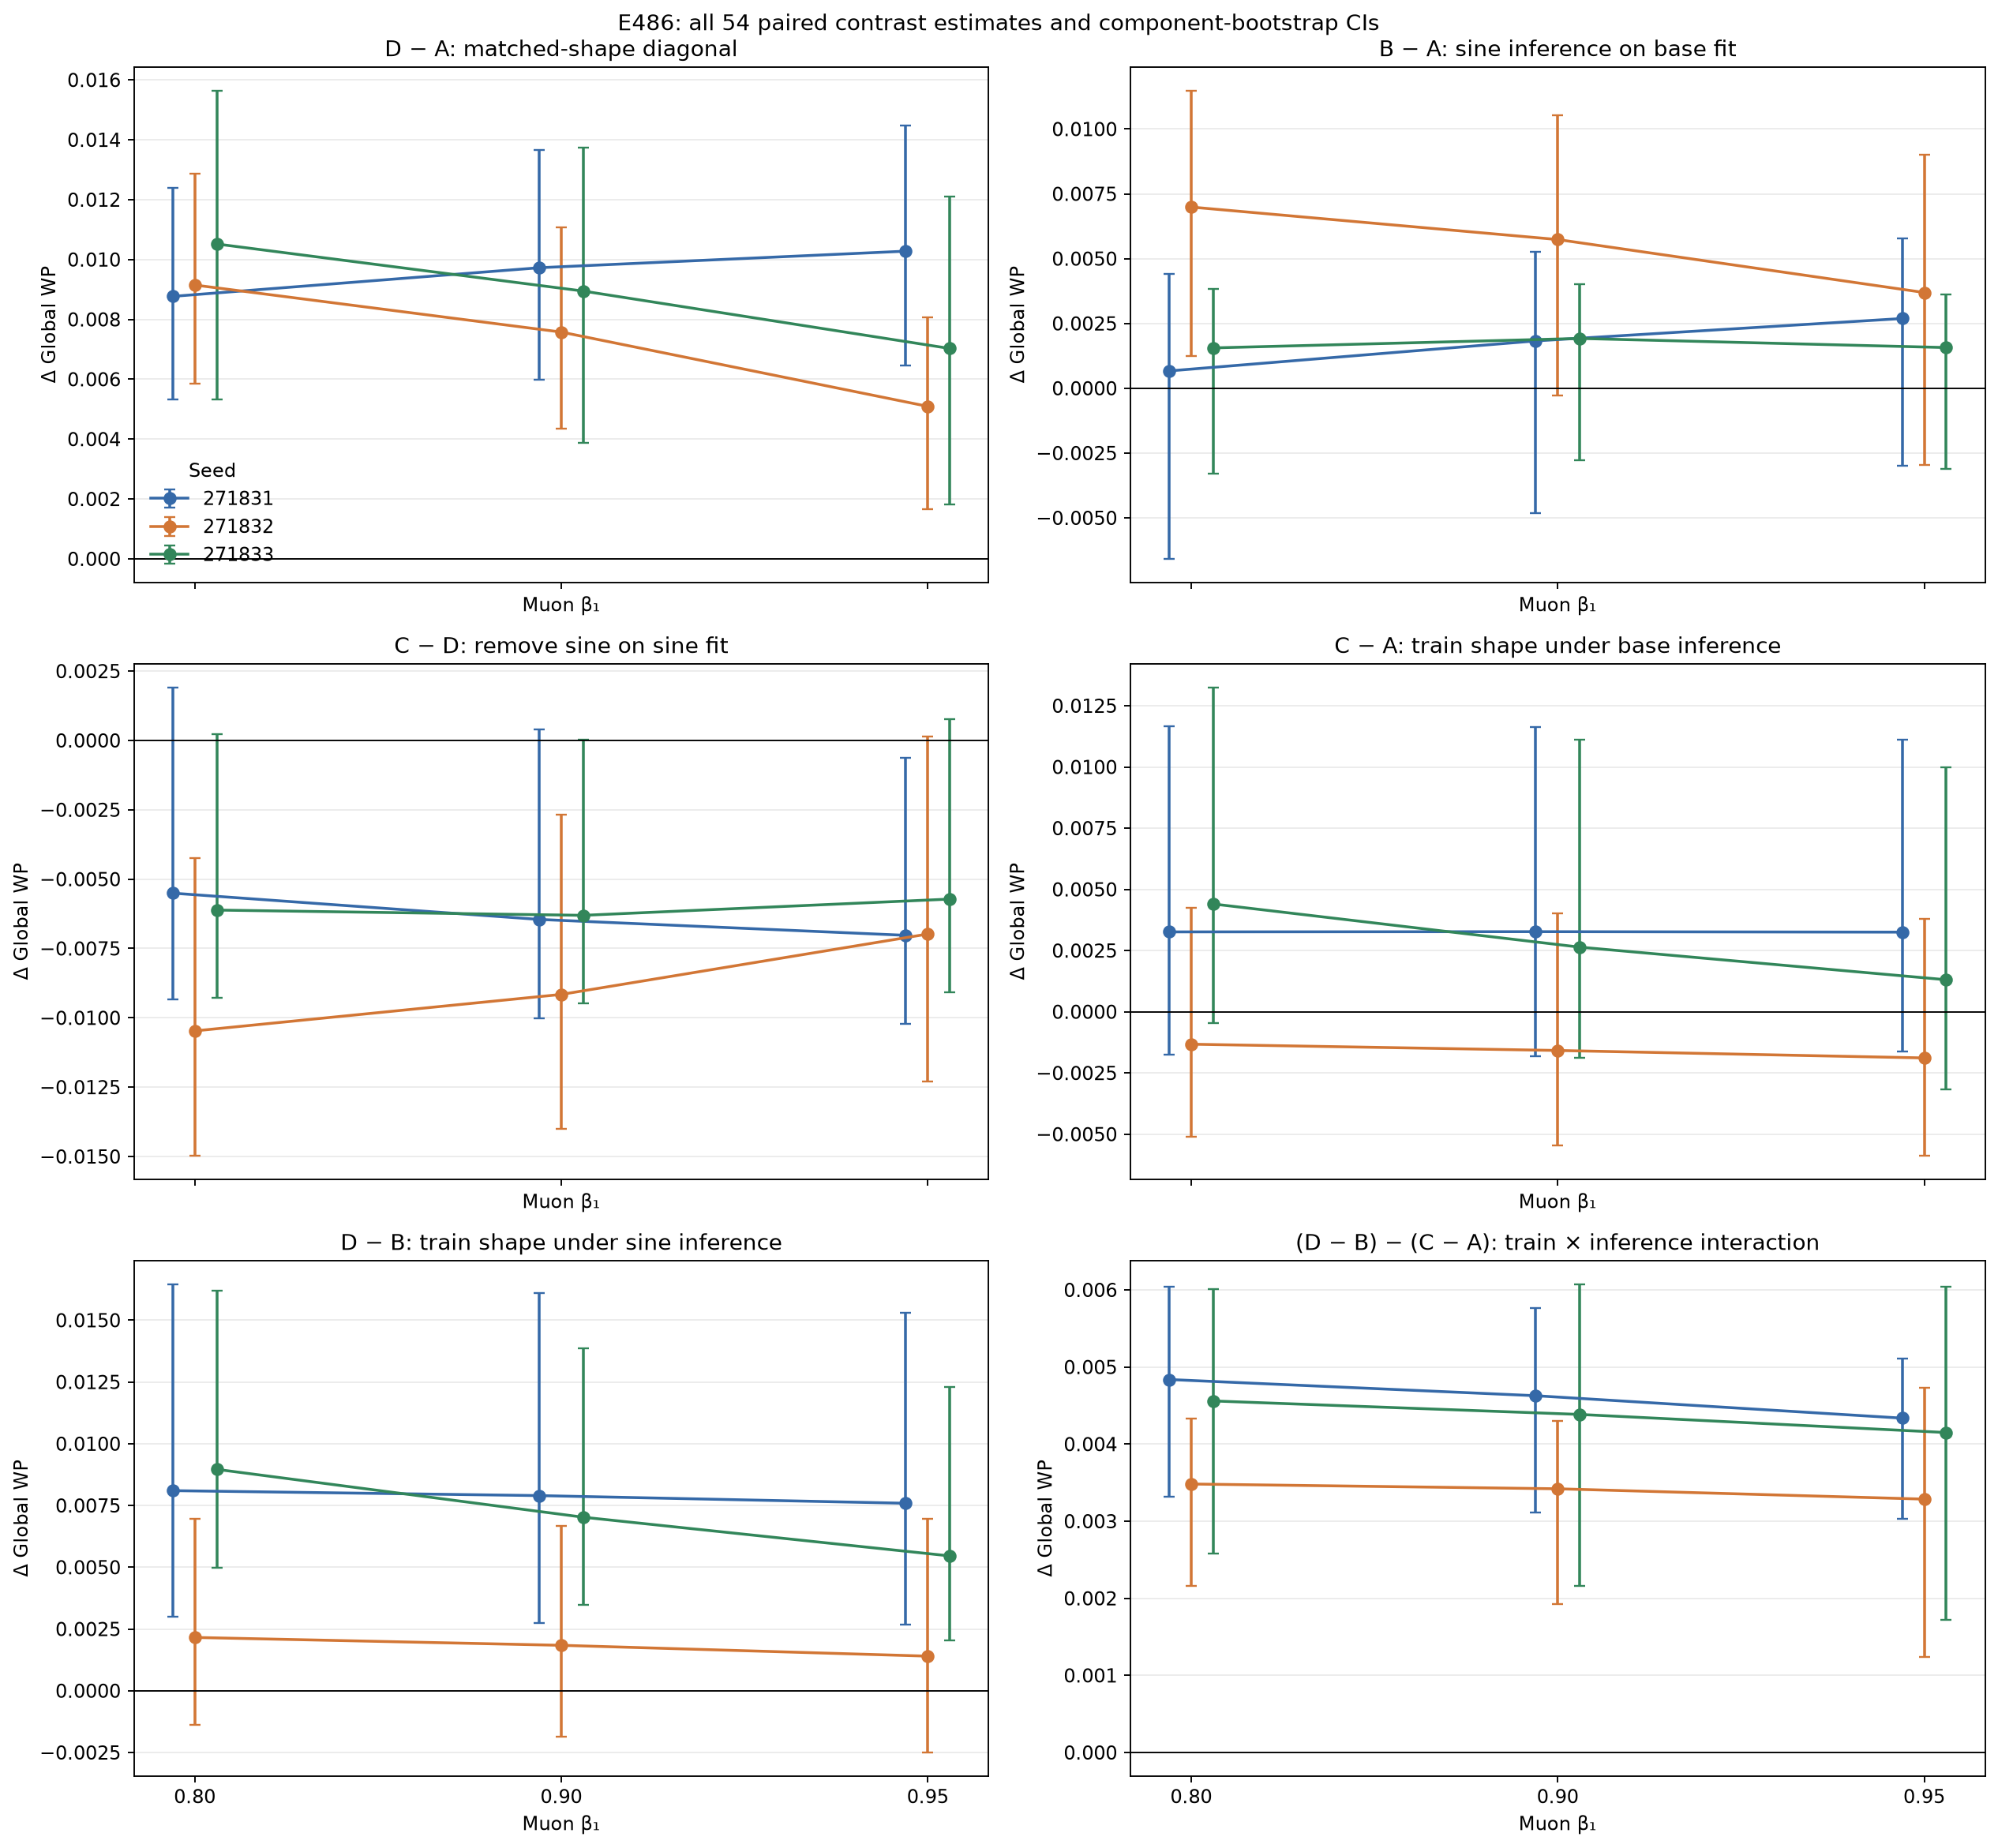 E486: all 54 paired contrast estimates and component-bootstrap CIs
D − A: matched-shape diagonal
0.016
0.014
0.012
0.010
0.008
0.006
0.004
0.002
0.000
Δ Global WP
Seed
271831
271832
271833
Muon β₁
B − A: sine inference on base fit
0.0100
0.0075
0.0050
0.0025
0.0000
−0.0025
−0.0050
Δ Global WP
Muon β₁
C − D: remove sine on sine fit
0.0025
0.0000
−0.0025
−0.0050
−0.0075
−0.0100
−0.0125
−0.0150
Δ Global WP
Muon β₁
C − A: train shape under base inference
0.0125
0.0100
0.0075
0.0050
0.0025
0.0000
−0.0025
−0.0050
Δ Global WP
Muon β₁
D − B: train shape under sine inference
0.0150
0.0125
0.0100
0.0075
0.0050
0.0025
0.0000
−0.0025
Δ Global WP
0.80 0.90 0.95
Muon β₁
(D − B) − (C − A): train × inference interaction
0.006
0.005
0.004
0.003
0.002
0.001
0.000
Δ Global WP
0.80 0.90 0.95
Muon β₁